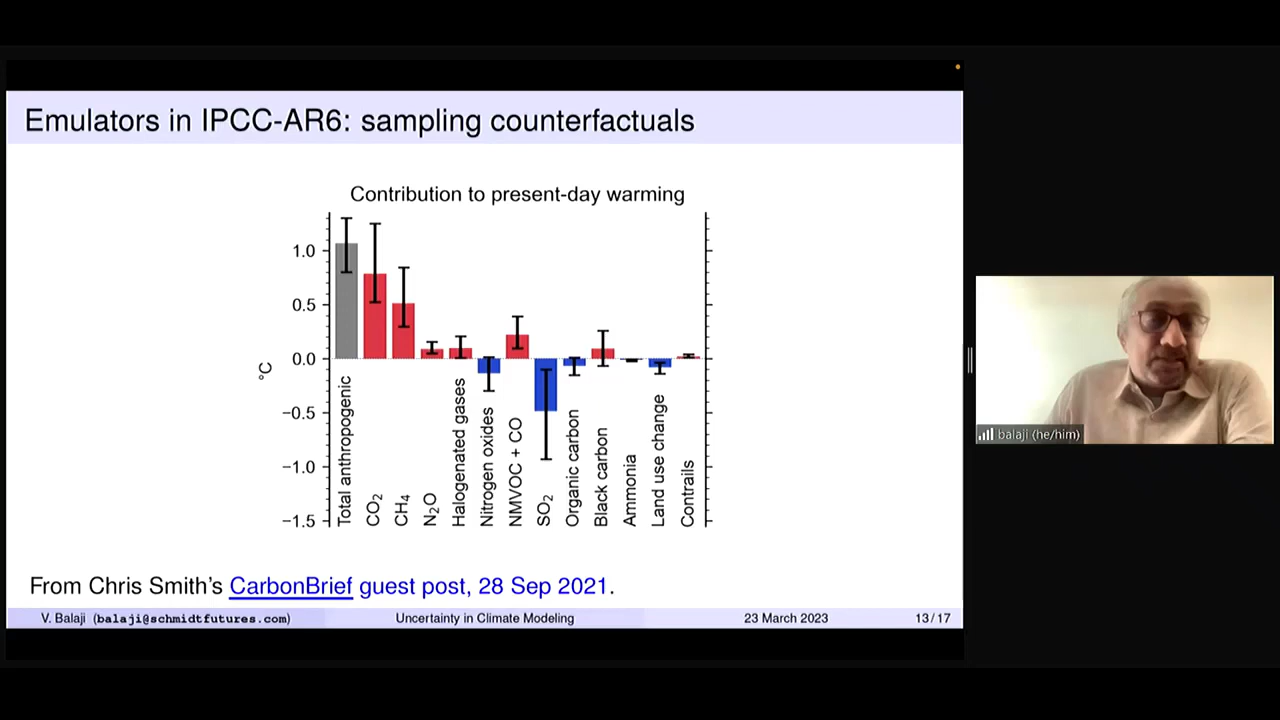 Emulators in IPCC-AR6: sampling counterfactuals
Contribution to present-day warming
1.0
0.5
0.0
−0.5
−1.0
−1.5
°C
Total anthropogenic
CO2
CH4
N2O
Halogenated gases
Nitrogen oxides
NMVOC + CO
SO2
Organic carbon
Black carbon
Ammonia
Land use change
Contrails
From Chris Smith's CarbonBrief guest post, 28 Sep 2021.
V. Balaji (balaji@schmidtfutures.com) Uncertainty in Climate Modeling 23 March 2023 13/17
balaji (he/him)